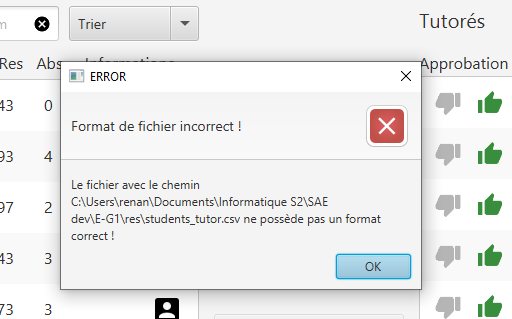 m
Trier
Tutorés
Res Abs Informations
Approbation
ERROR
Format de fichier incorrect !
Le fichier avec le chemin
C:\Users\renan\Documents\Informatique S2\SAE
dev\E-G1\res\students_tutor.csv ne possède pas un format
correct !
OK
43 0
93 4
97 2
43 3
73 3